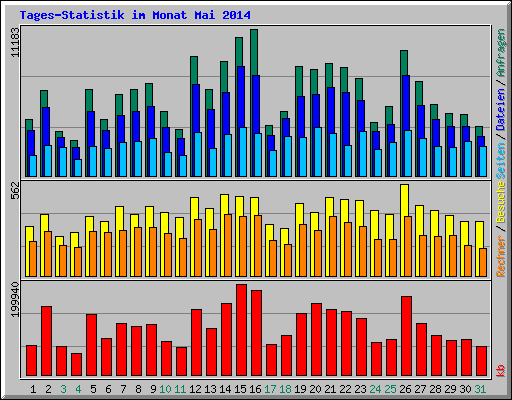 Tages-Statistik im Monat Mai 2014
11183
562
199940
Rechner / Besuche Seiten / Dateien / Anfragen
kb
1 2 3 4 5 6 7 8 9 10 11 12 13 14 15 16 17 18 19 20 21 22 23 24 25 26 27 28 29 30 31